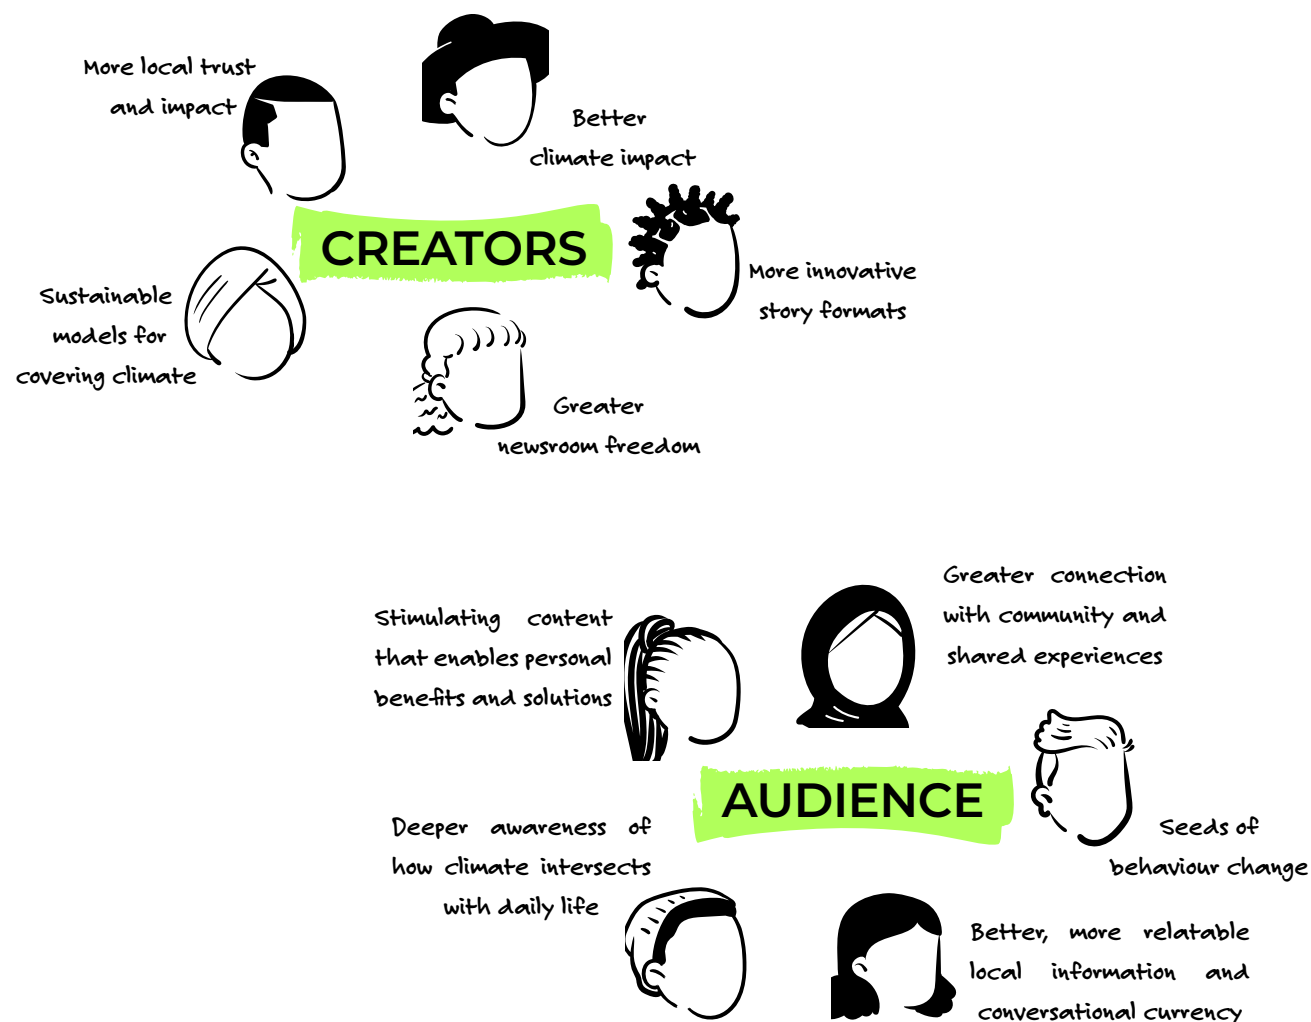 More local trust
and impact
Better
climate impact
CREATORS
More innovative
story formats
Sustainable
models for
covering climate
Greater
newsroom freedom
Greater connection
with community and
shared experiences
Stimulating content
that enables personal
benefits and solutions
AUDIENCE
Deeper awareness of
how climate intersects
with daily life
Seeds of
behaviour change
Better, more relatable
local information and
conversational currency